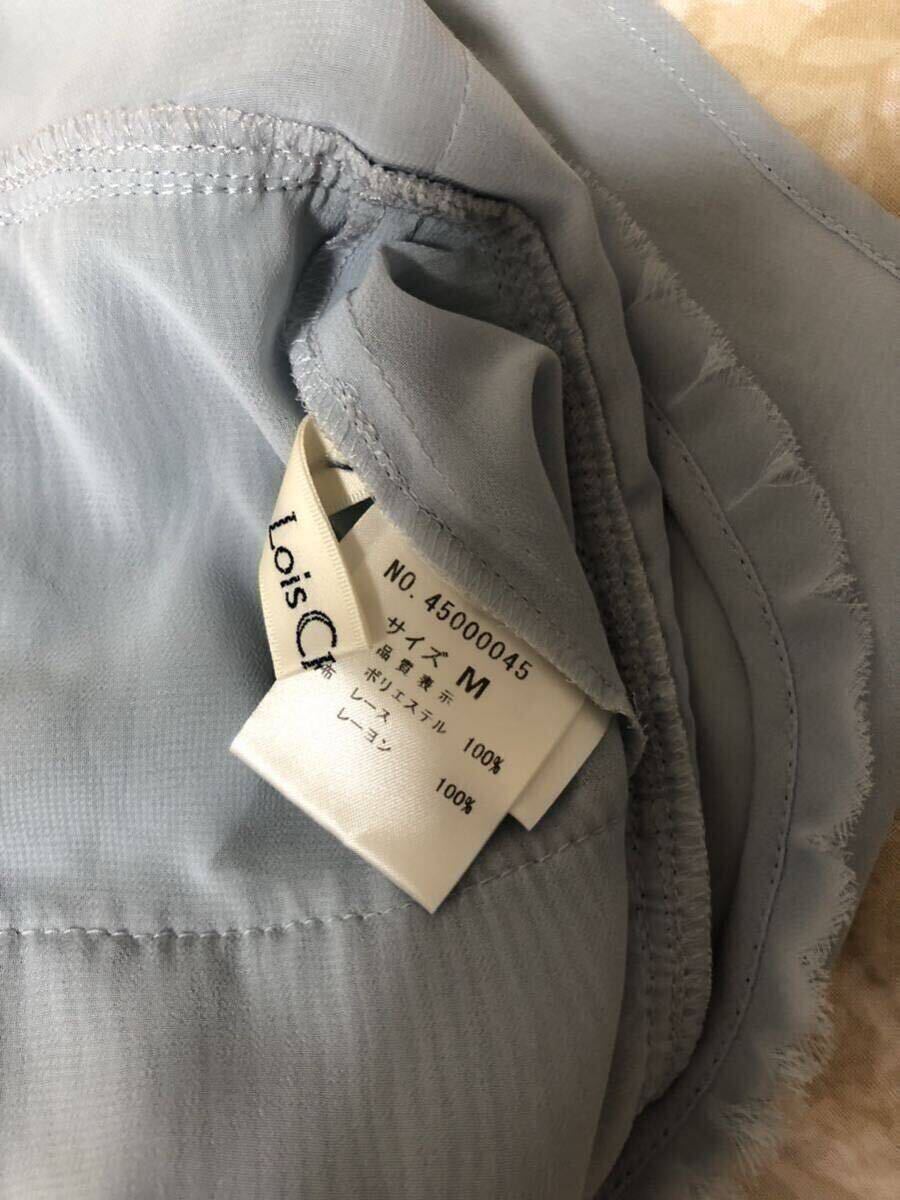 Lois C
NO. 45000045
サイズ M
品質表示
布 ポリエステル 100%
レース
レーヨン 100%